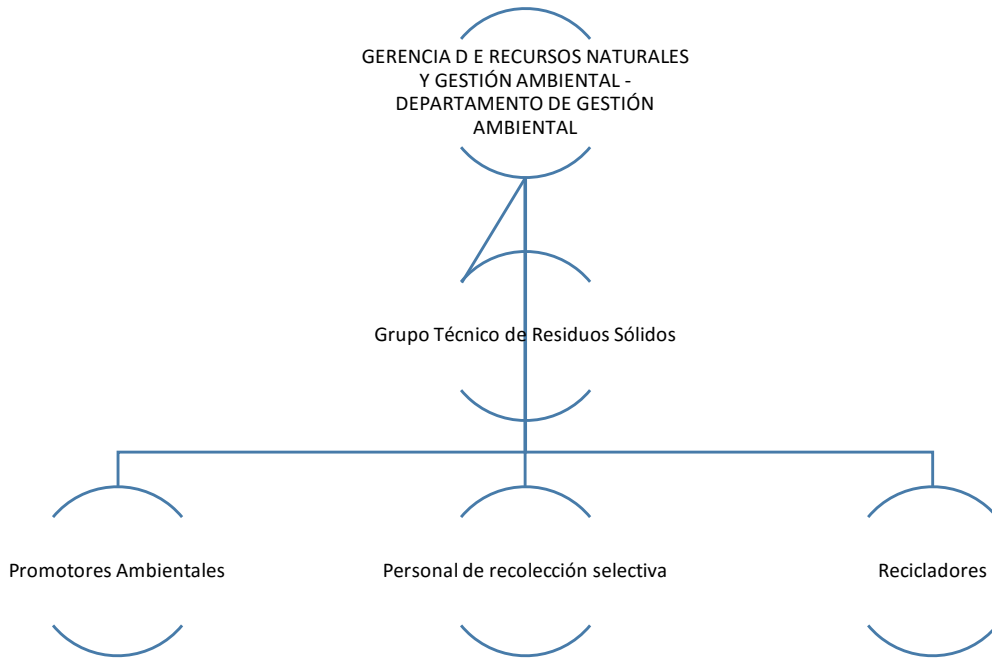 GERENCIA D E RECURSOS NATURALES
Y GESTIÓN AMBIENTAL -
DEPARTAMENTO DE GESTIÓN
AMBIENTAL
Grupo Técnico de Residuos Sólidos
Promotores Ambientales
Personal de recolección selectiva
Recicladores